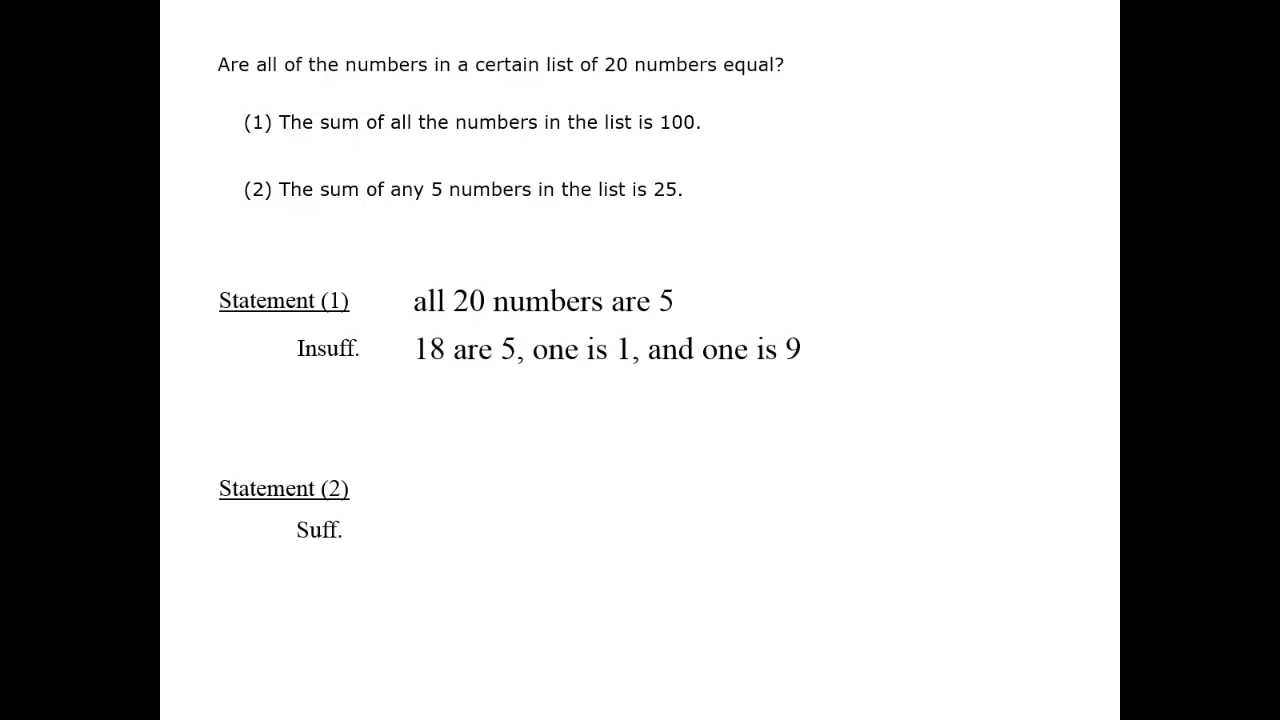 Are all of the numbers in a certain list of 20 numbers equal?
(1) The sum of all the numbers in the list is 100.
(2) The sum of any 5 numbers in the list is 25.
Statement (1) all 20 numbers are 5
Insuff. 18 are 5, one is 1, and one is 9
Statement (2)
Suff.